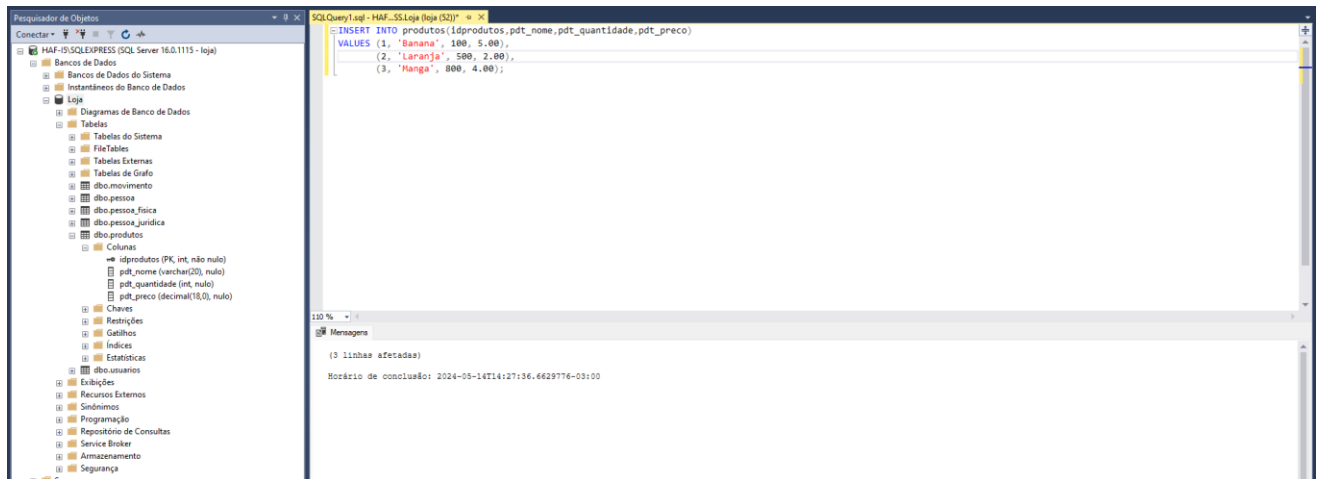 Pesquisador de Objetos
Conectar
HAF-I5\SQLEXPRESS (SQL Server 16.0.1115 - loja)
Bancos de Dados
Bancos de Dados do Sistema
Instantâneos do Banco de Dados
Loja
Diagramas de Banco de Dados
Tabelas
Tabelas do Sistema
FileTables
Tabelas Externas
Tabelas de Grafo
dbo.movimento
dbo.pessoa
dbo.pessoa_fisica
dbo.pessoa_juridica
dbo.produtos
Colunas
idprodutos (PK, int, não nulo)
pdt_nome (varchar(20), nulo)
pdt_quantidade (int, nulo)
pdt_preco (decimal(18,0), nulo)
Chaves
Restrições
Gatilhos
Índices
Estatísticas
dbo.usuarios
Exibições
Recursos Externos
Sinônimos
Programação
Repositório de Consultas
Service Broker
Armazenamento
Segurança
SQLQuery1.sql - HAF...SS.Loja (loja (52))*
INSERT INTO produtos(idprodutos,pdt_nome,pdt_quantidade,pdt_preco)
VALUES (1, 'Banana', 100, 5.00),
(2, 'Laranja', 500, 2.00),
(3, 'Manga', 800, 4.00);
110 %
Mensagens
(3 linhas afetadas)
Horário de conclusão: 2024-05-14T14:27:36.6629776-03:00